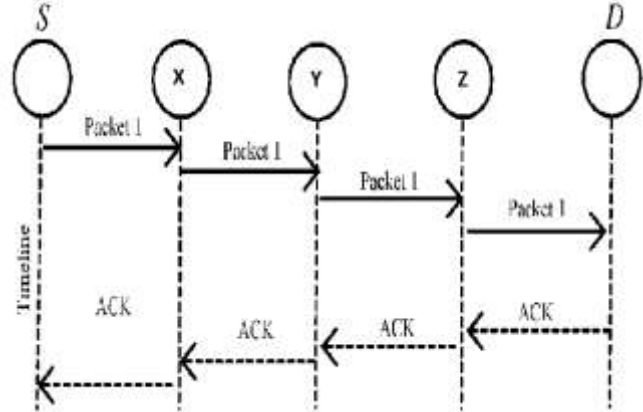 S
D
X
Y
Z
Packet 1
Packet 1
Packet 1
Packet 1
Timeline
ACK
ACK
ACK
ACK